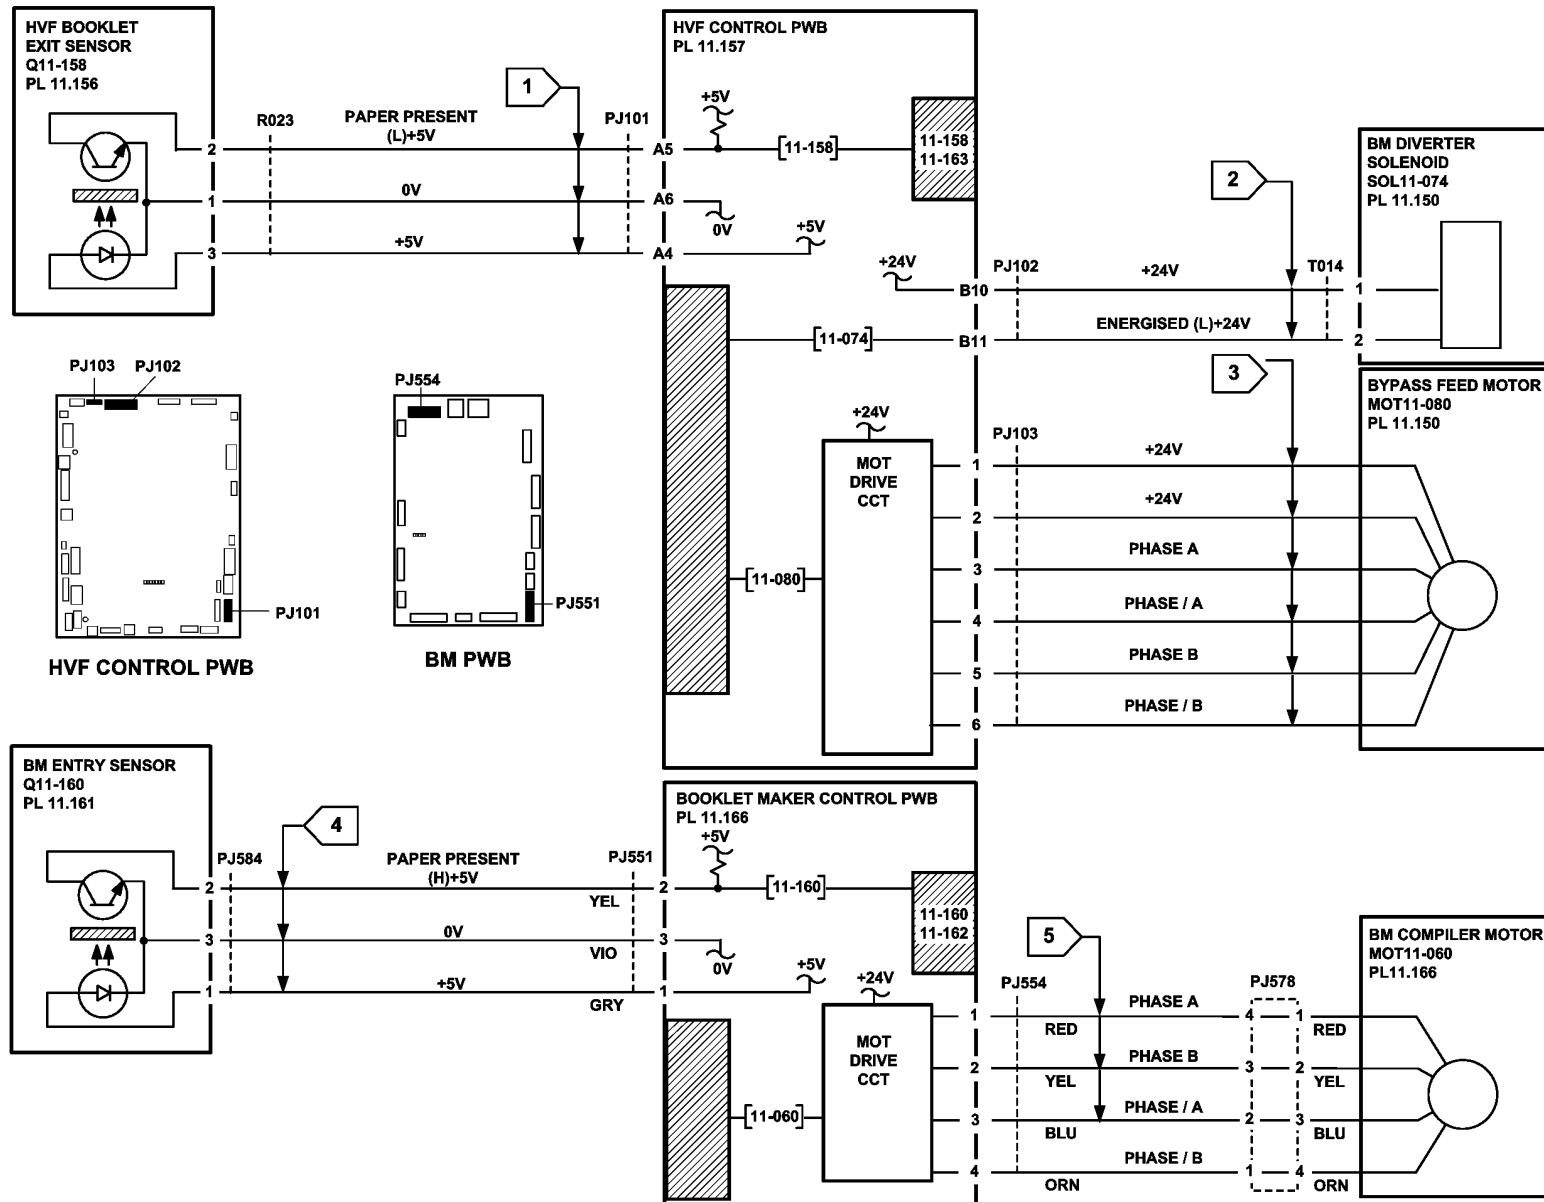 HVF BOOKLET
EXIT SENSOR
Q11-158
PL 11.156
2
1
3
R023
PAPER PRESENT
(L)+5V
0V
+5V
1
PJ101
A5
A6
A4
HVF CONTROL PWB
PL 11.157
+5V
[11-158]
11-158
11-163
0V
+5V
+24V
B10
[11-074]
B11
PJ102
+24V
ENERGISED (L)+24V
2
T014
1
2
BM DIVERTER
SOLENOID
SOL11-074
PL 11.150
3
BYPASS FEED MOTOR
MOT11-080
PL 11.150
+24V
MOT
DRIVE
CCT
[11-080]
PJ103
1
+24V
2
+24V
3
PHASE A
4
PHASE / A
5
PHASE B
6
PHASE / B
PJ103
PJ102
PJ101
HVF CONTROL PWB
PJ554
PJ551
BM PWB
BM ENTRY SENSOR
Q11-160
PL 11.161
2
3
1
PJ584
4
PAPER PRESENT
(H)+5V
0V
+5V
PJ551
YEL
VIO
GRY
2
3
1
BOOKLET MAKER CONTROL PWB
PL 11.166
+5V
[11-160]
11-160
11-162
0V
+5V
+24V
MOT
DRIVE
CCT
[11-060]
5
PJ554
PJ578
1
RED
PHASE A
4
1
RED
2
YEL
PHASE B
3
2
YEL
3
BLU
PHASE / A
2
3
BLU
4
ORN
PHASE / B
1
4
ORN
BM COMPILER MOTOR
MOT11-060
PL11.166